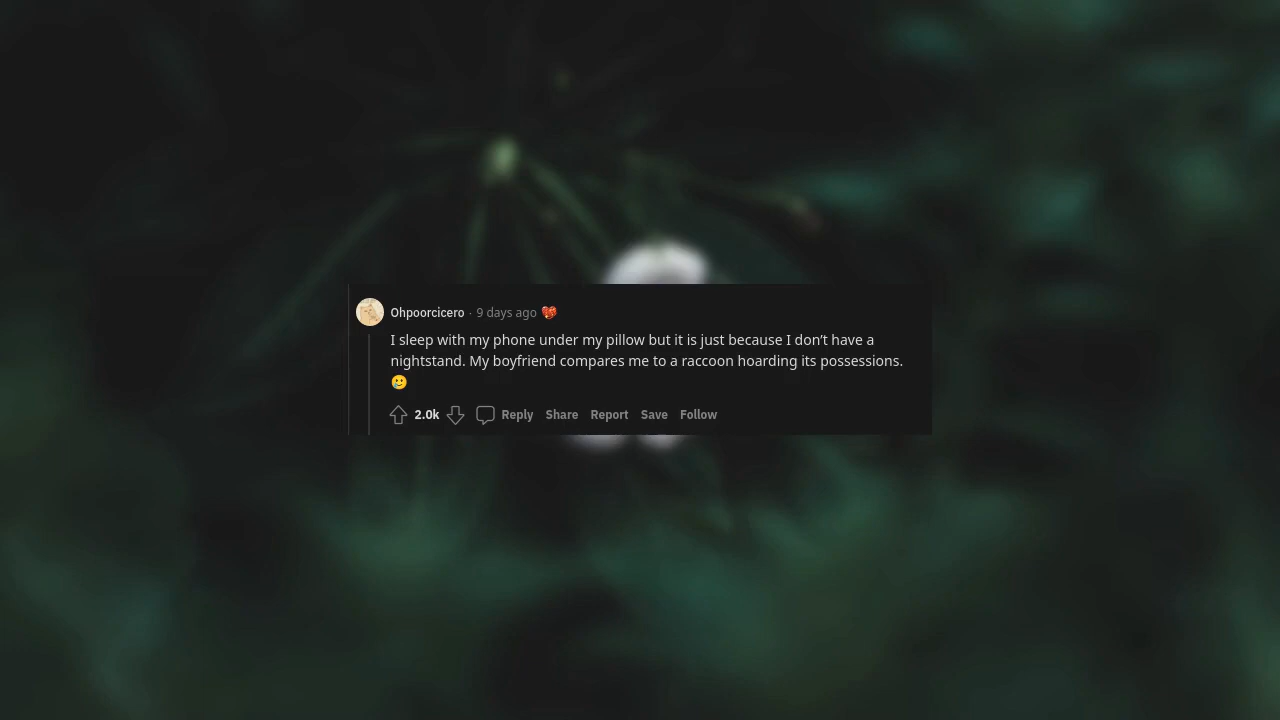 Ohpoorcicero · 9 days ago 💝
I sleep with my phone under my pillow but it is just because I don’t have a
nightstand. My boyfriend compares me to a raccoon hoarding its possessions.
🥲
2.0k Reply Share Report Save Follow